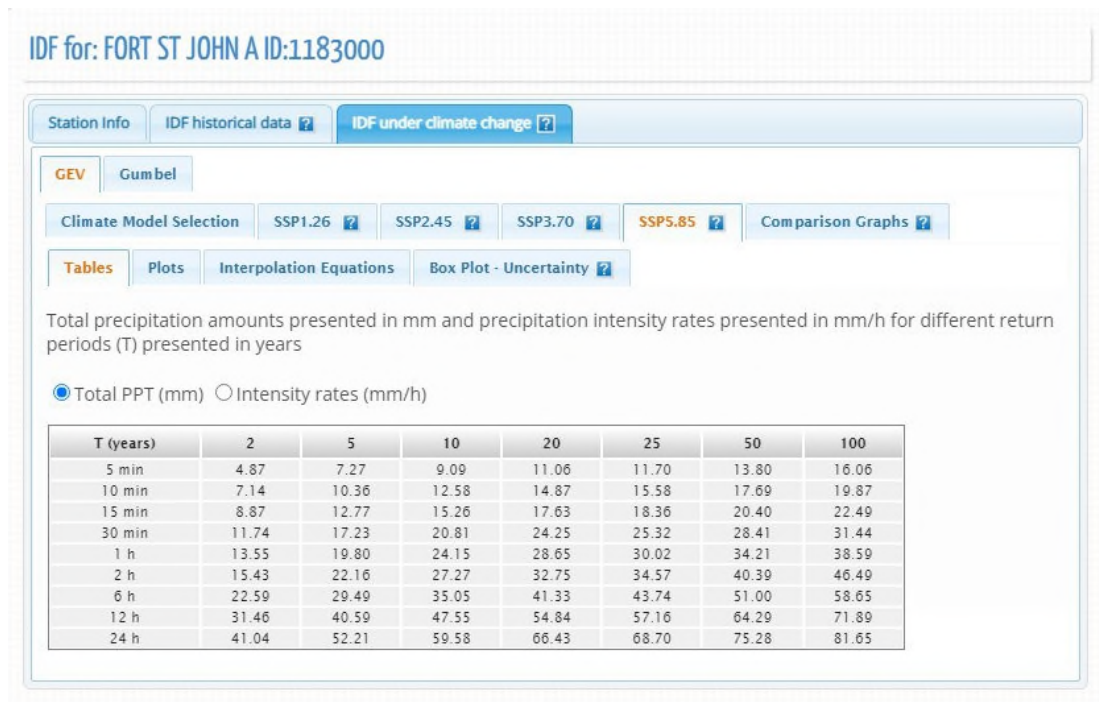 IDF for: FORT ST JOHN A ID:1183000
Station Info IDF historical data ? IDF under climate change ?
GEV Gumbel
Climate Model Selection SSP1.26 ? SSP2.45 ? SSP3.70 ? SSP5.85 ? Comparison Graphs ?
Tables Plots Interpolation Equations Box Plot - Uncertainty ?
Total precipitation amounts presented in mm and precipitation intensity rates presented in mm/h for different return
periods (T) presented in years
Total PPT (mm) Intensity rates (mm/h)
T (years) 2 5 10 20 25 50 100
5 min 4.87 7.27 9.09 11.06 11.70 13.80 16.06
10 min 7.14 10.36 12.58 14.87 15.58 17.69 19.87
15 min 8.87 12.77 15.26 17.63 18.36 20.40 22.49
30 min 11.74 17.23 20.81 24.25 25.32 28.41 31.44
1 h 13.55 19.80 24.15 28.65 30.02 34.21 38.59
2 h 15.43 22.16 27.27 32.75 34.57 40.39 46.49
6 h 22.59 29.49 35.05 41.33 43.74 51.00 58.65
12 h 31.46 40.59 47.55 54.84 57.16 64.29 71.89
24 h 41.04 52.21 59.58 66.43 68.70 75.28 81.65